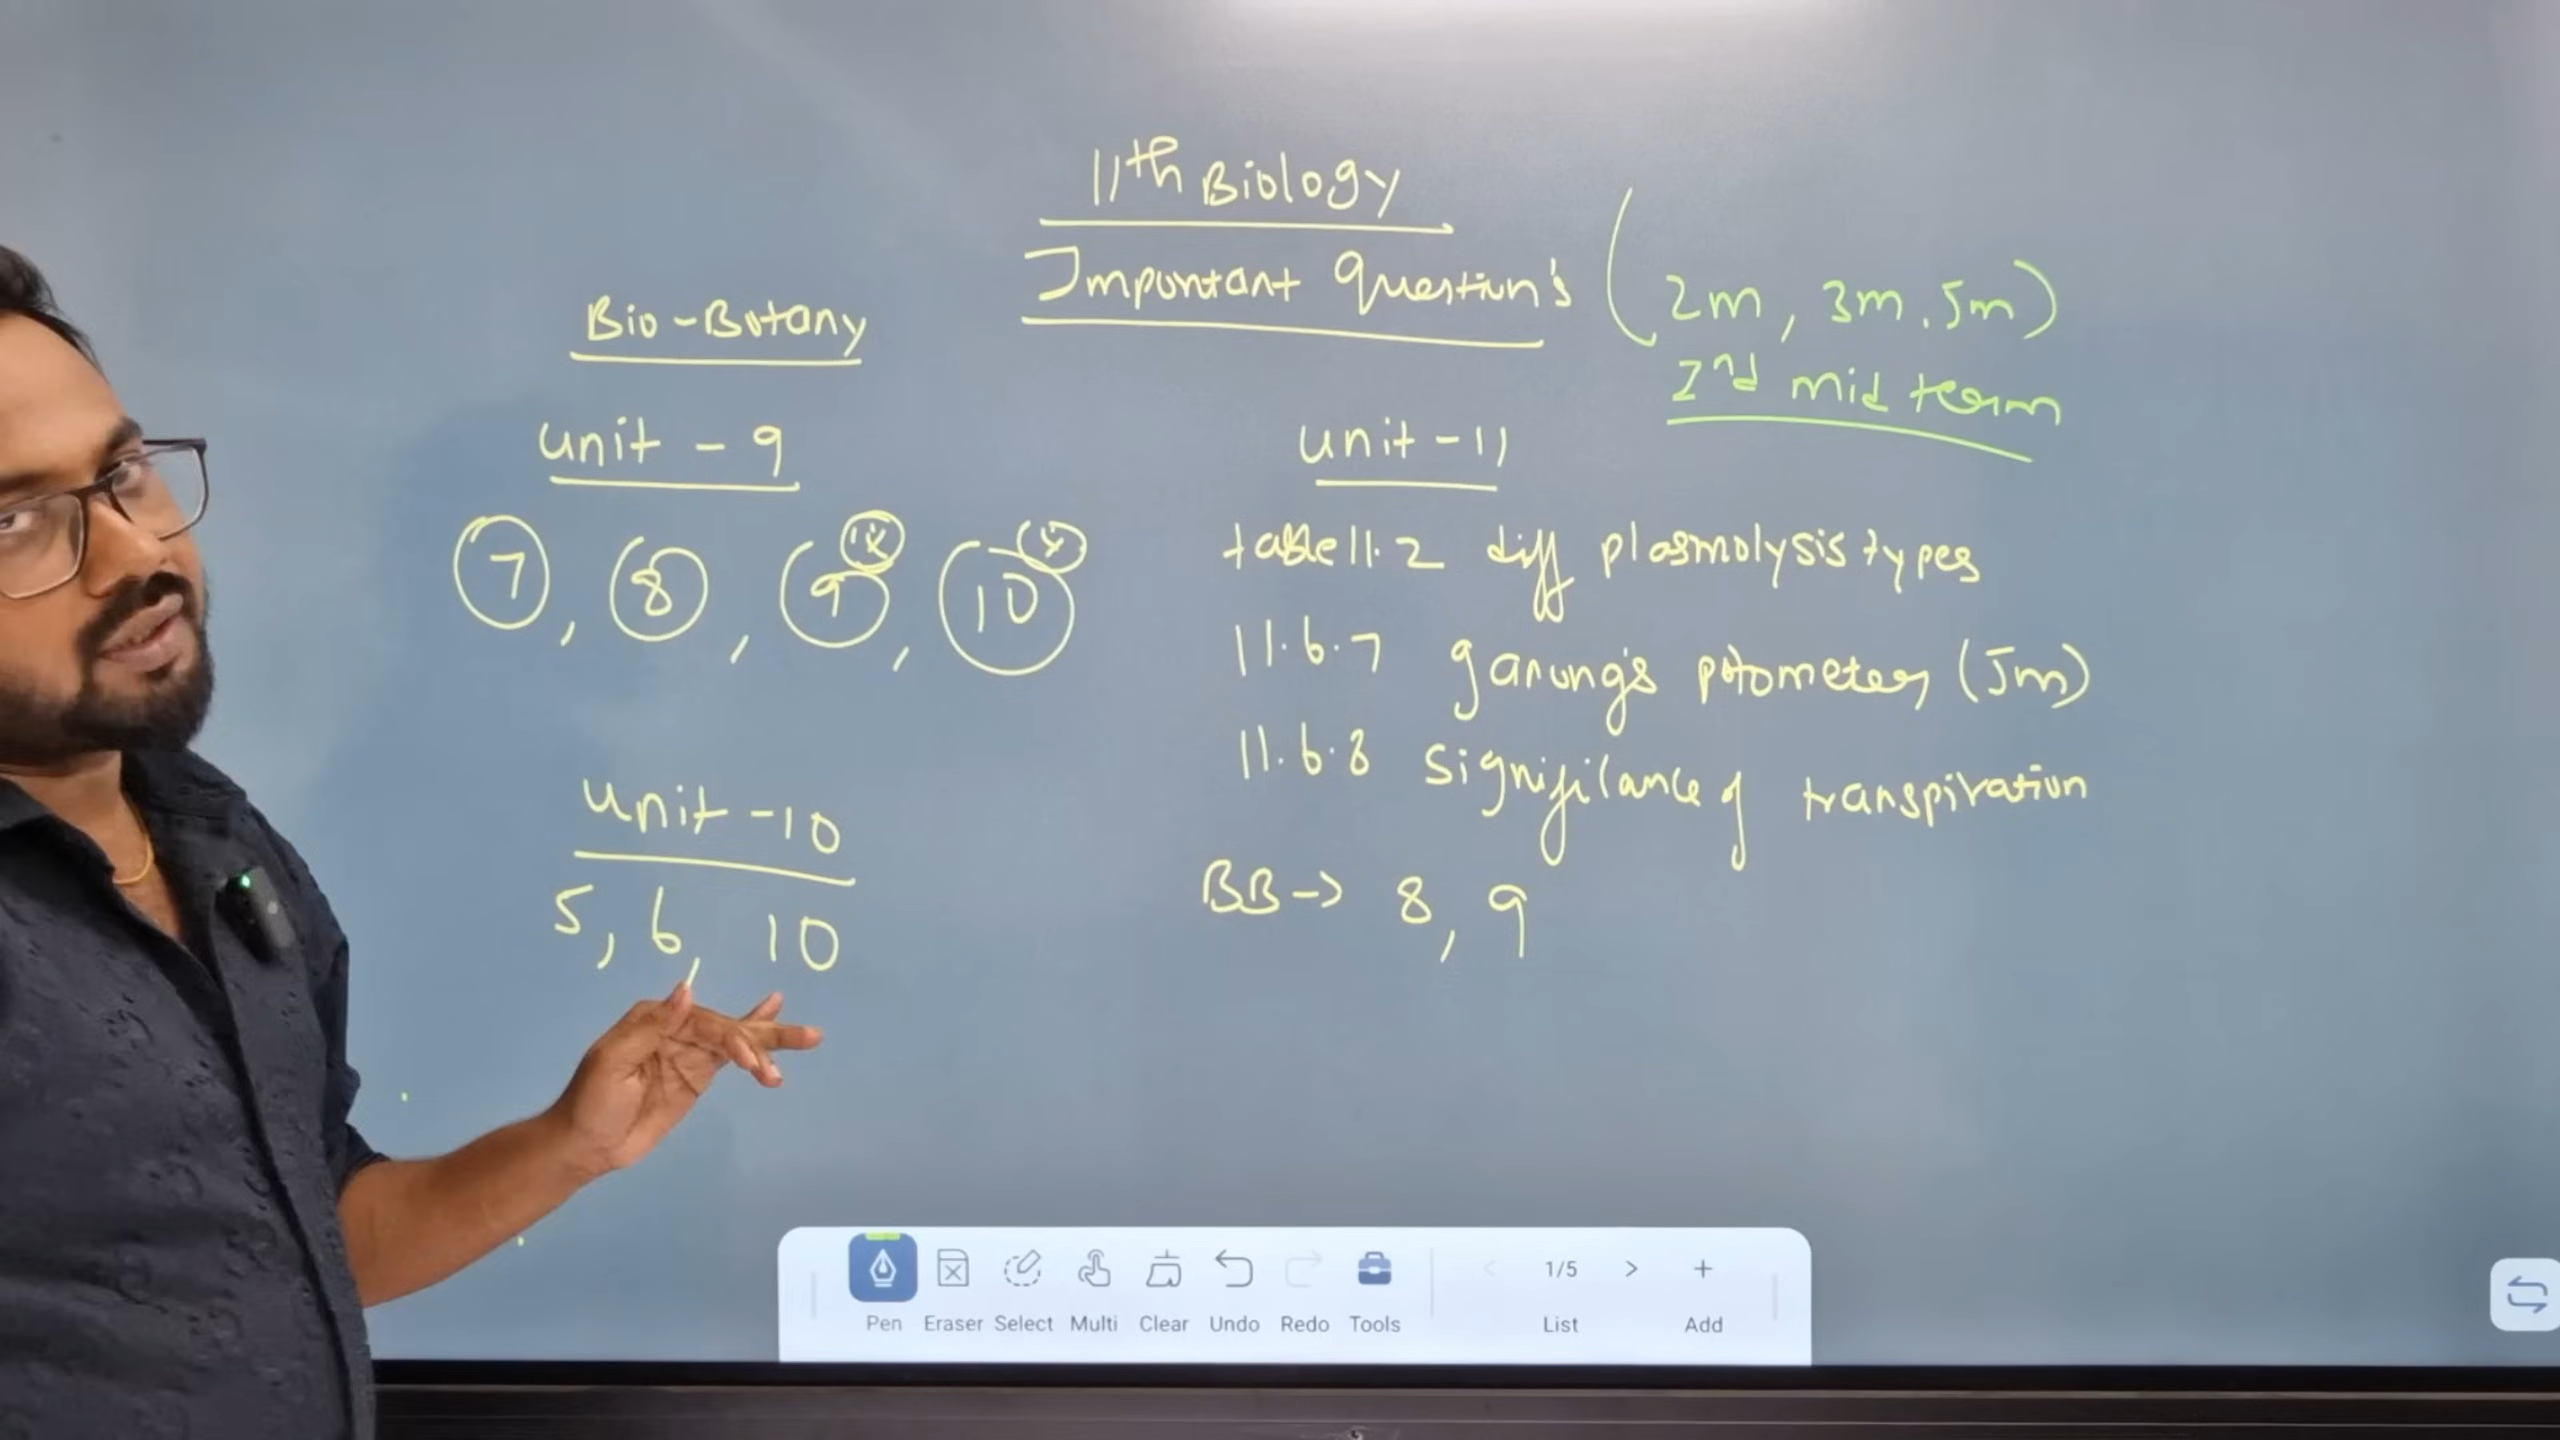 11th Biology
Important Question's
(2m, 3m, 5m)
2nd mid term
Bio-Botany
unit - 9
7, 8, 9, 10
unit - 10
5, 6, 10
unit - 11
table 11.2 diff plasmolysis types
11.6.7 ganong's potometer (5m)
11.6.8 significance of transpiration
BB -> 8, 9
Pen Eraser Select Multi Clear Undo Redo Tools
1/5
List
Add